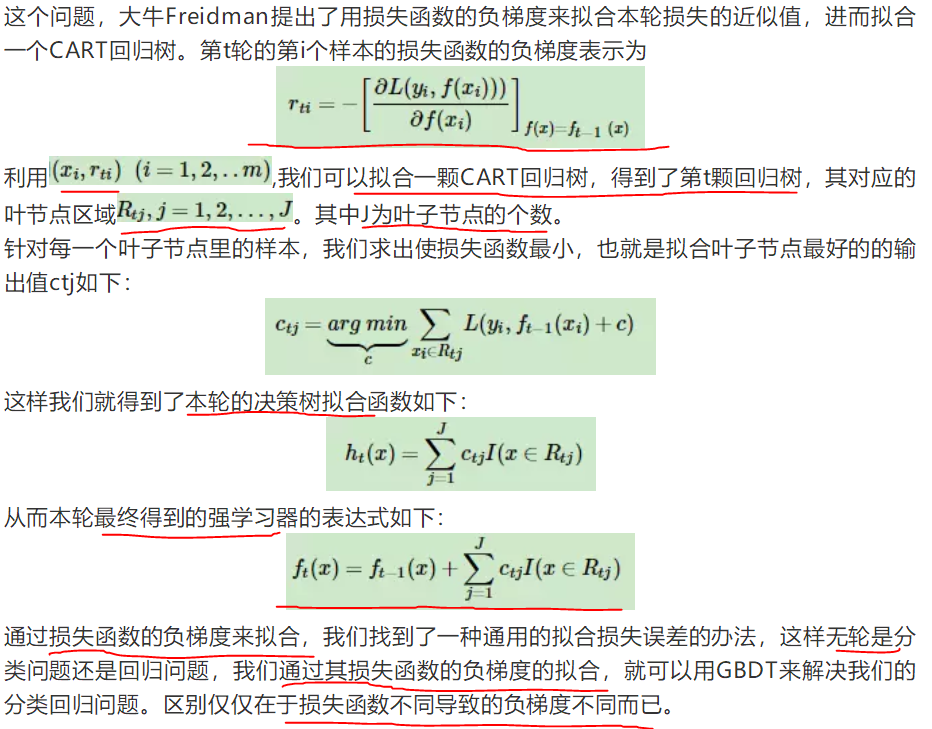 这个问题，大牛Freidman提出了用损失函数的负梯度来拟合本轮损失的近似值，进而拟合
一个CART回归树。第t轮的第i个样本的损失函数的负梯度表示为
r_{ti} = -[∂L(y_i, f(x_i)))/∂f(x_i)]_{f(x)=f_{t-1}(x)}
利用(x_i, r_{ti}) (i = 1, 2, . . m),我们可以拟合一颗CART回归树，得到了第t颗回归树，其对应的
叶节点区域R_{tj}, j = 1, 2, . . . , J。其中J为叶子节点的个数。
针对每一个叶子节点里的样本，我们求出使损失函数最小，也就是拟合叶子节点最好的的输
出值ctj如下：
c_{tj} = arg min_c ∑_{x_i∈R_{tj}} L(y_i, f_{t-1}(x_i) + c)
这样我们就得到了本轮的决策树拟合函数如下：
h_t(x) = ∑_{j=1}^{J} c_{tj} I(x ∈ R_{tj})
从而本轮最终得到的强学习器的表达式如下：
f_t(x) = f_{t-1}(x) + ∑_{j=1}^{J} c_{tj} I(x ∈ R_{tj})
通过损失函数的负梯度来拟合，我们找到了一种通用的拟合损失误差的办法，这样无轮是分
类问题还是回归问题，我们通过其损失函数的负梯度的拟合，就可以用GBDT来解决我们的
分类回归问题。区别仅仅在于损失函数不同导致的负梯度不同而已。